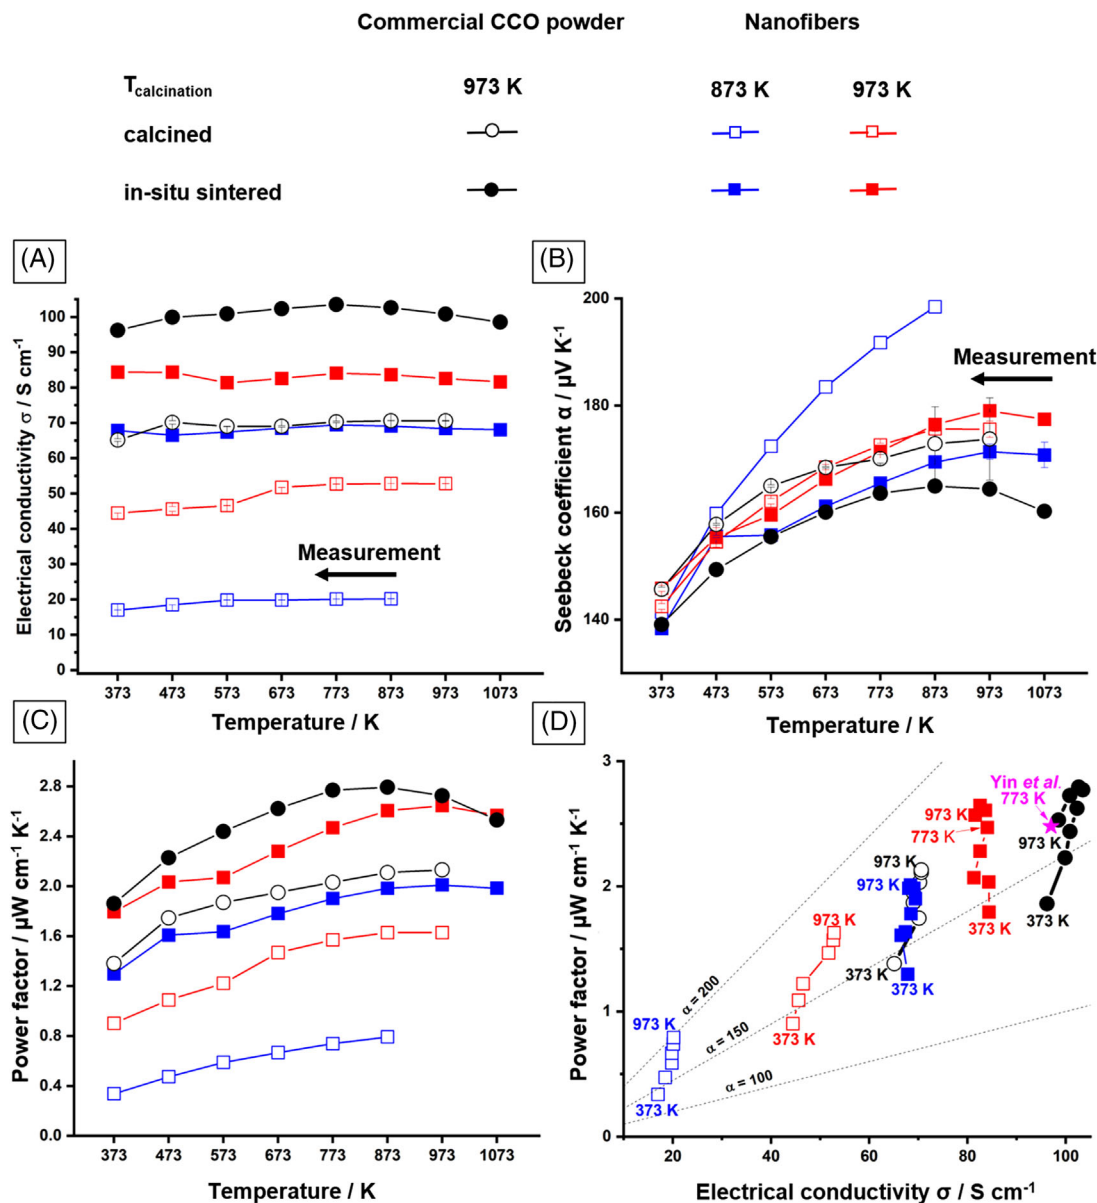 Commercial CCO powder Nanofibers
Tcalcination 973 K 873 K 973 K
calcined
in-situ sintered
(A)
Electrical conductivity σ / S cm⁻¹
100
90
80
70
60
50
40
30
20
10
0
Measurement
373 473 573 673 773 873 973 1073
Temperature / K
(B)
Seebeck coefficient α / µV K⁻¹
200
180
160
140
Measurement
373 473 573 673 773 873 973 1073
Temperature / K
(C)
Power factor / µW cm⁻¹ K⁻¹
2.8
2.4
2.0
1.6
1.2
0.8
0.4
0.0
373 473 573 673 773 873 973 1073
Temperature / K
(D)
Power factor / µW cm⁻¹ K⁻¹
3
2
1
0
Yin et al.
773 K
973 K
773 K
973 K
973 K
973 K
973 K
373 K
373 K
373 K
373 K
373 K
α = 200
973 K
α = 150
α = 100
373 K
20 40 60 80 100
Electrical conductivity σ / S cm⁻¹